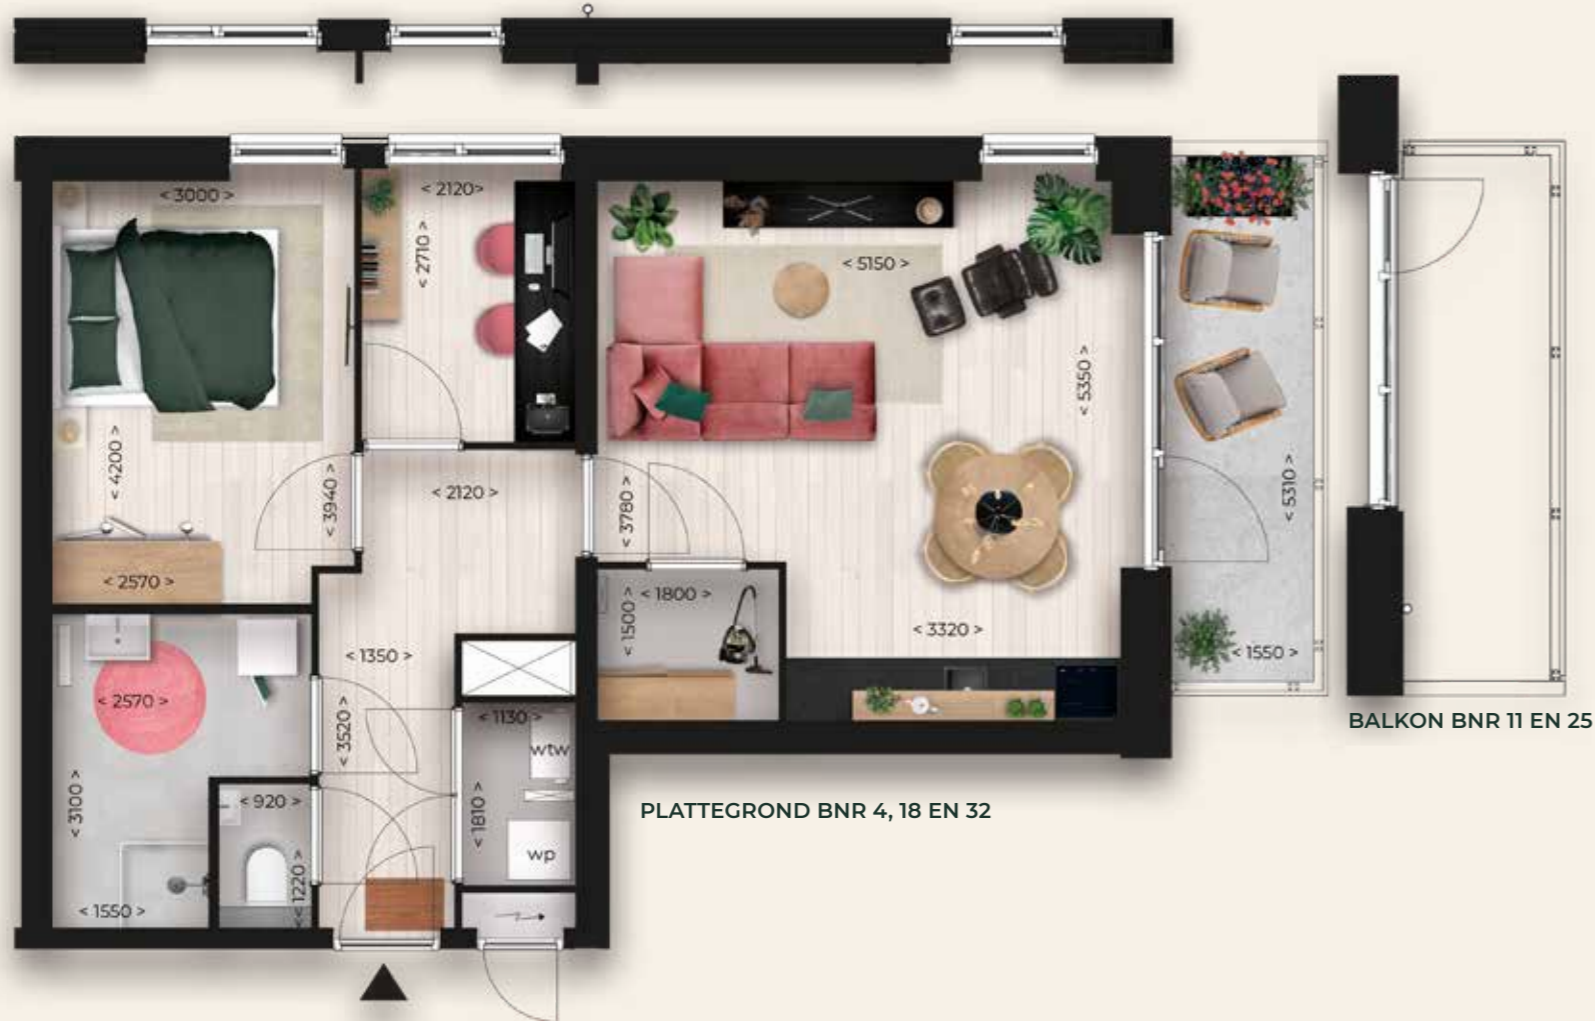 < 3000 >
< 2120>
< 2710 >
< 5150 >
< 5350 >
< 4200 >
< 3940 >
< 2120 >
< 3780 >
< 5310 >
< 2570 >
< 1500 >
< 1800 >
< 3320 >
< 1550 >
< 1350 >
< 2570 >
< 3520 >
< 1130 >
wtw
BALKON BNR 11 EN 25
< 3100 >
< 920 >
< 1810 >
PLATTEGROND BNR 4, 18 EN 32
wp
< 1220 >
< 1550 >